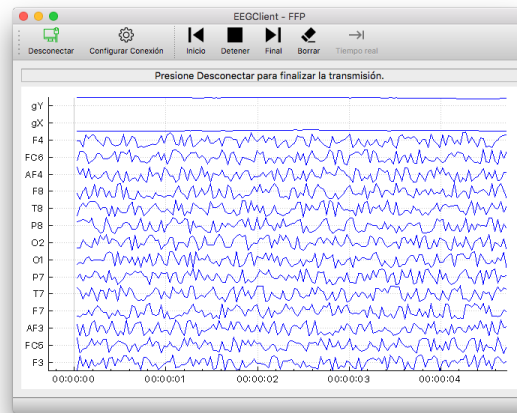 EEGClient - FFP
Desconectar Configurar Conexión Inicio Detener Final Borrar Tiempo real
Presione Desconectar para finalizar la transmisión.
gY
gX
F4
FC6
AF4
F8
T8
P8
O2
O1
P7
T7
F7
AF3
FC5
F3
00:00:00 00:00:01 00:00:02 00:00:03 00:00:04